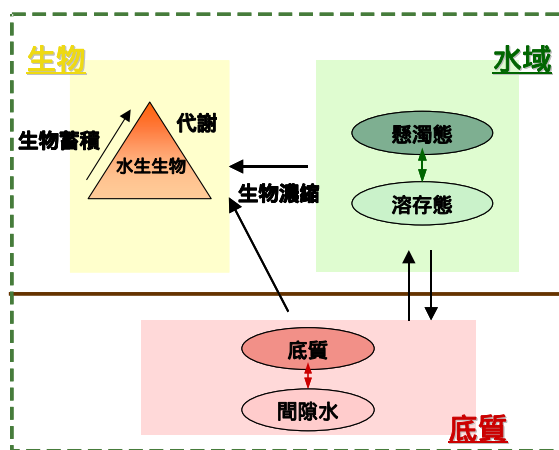 生物
水域
代謝
生物蓄積
水生生物
懸濁態
生物濃縮
溶存態
底質
間隙水
底質